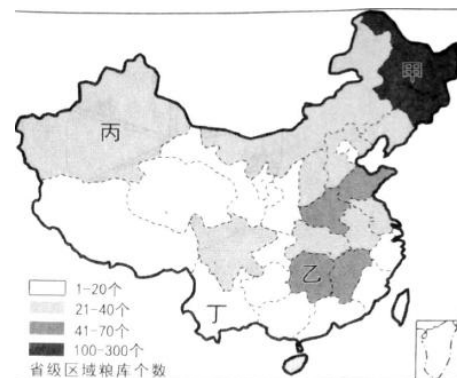 甲
丙
乙
丁
1-20个
21-40个
41-70个
100-300个
省级区域粮库个数